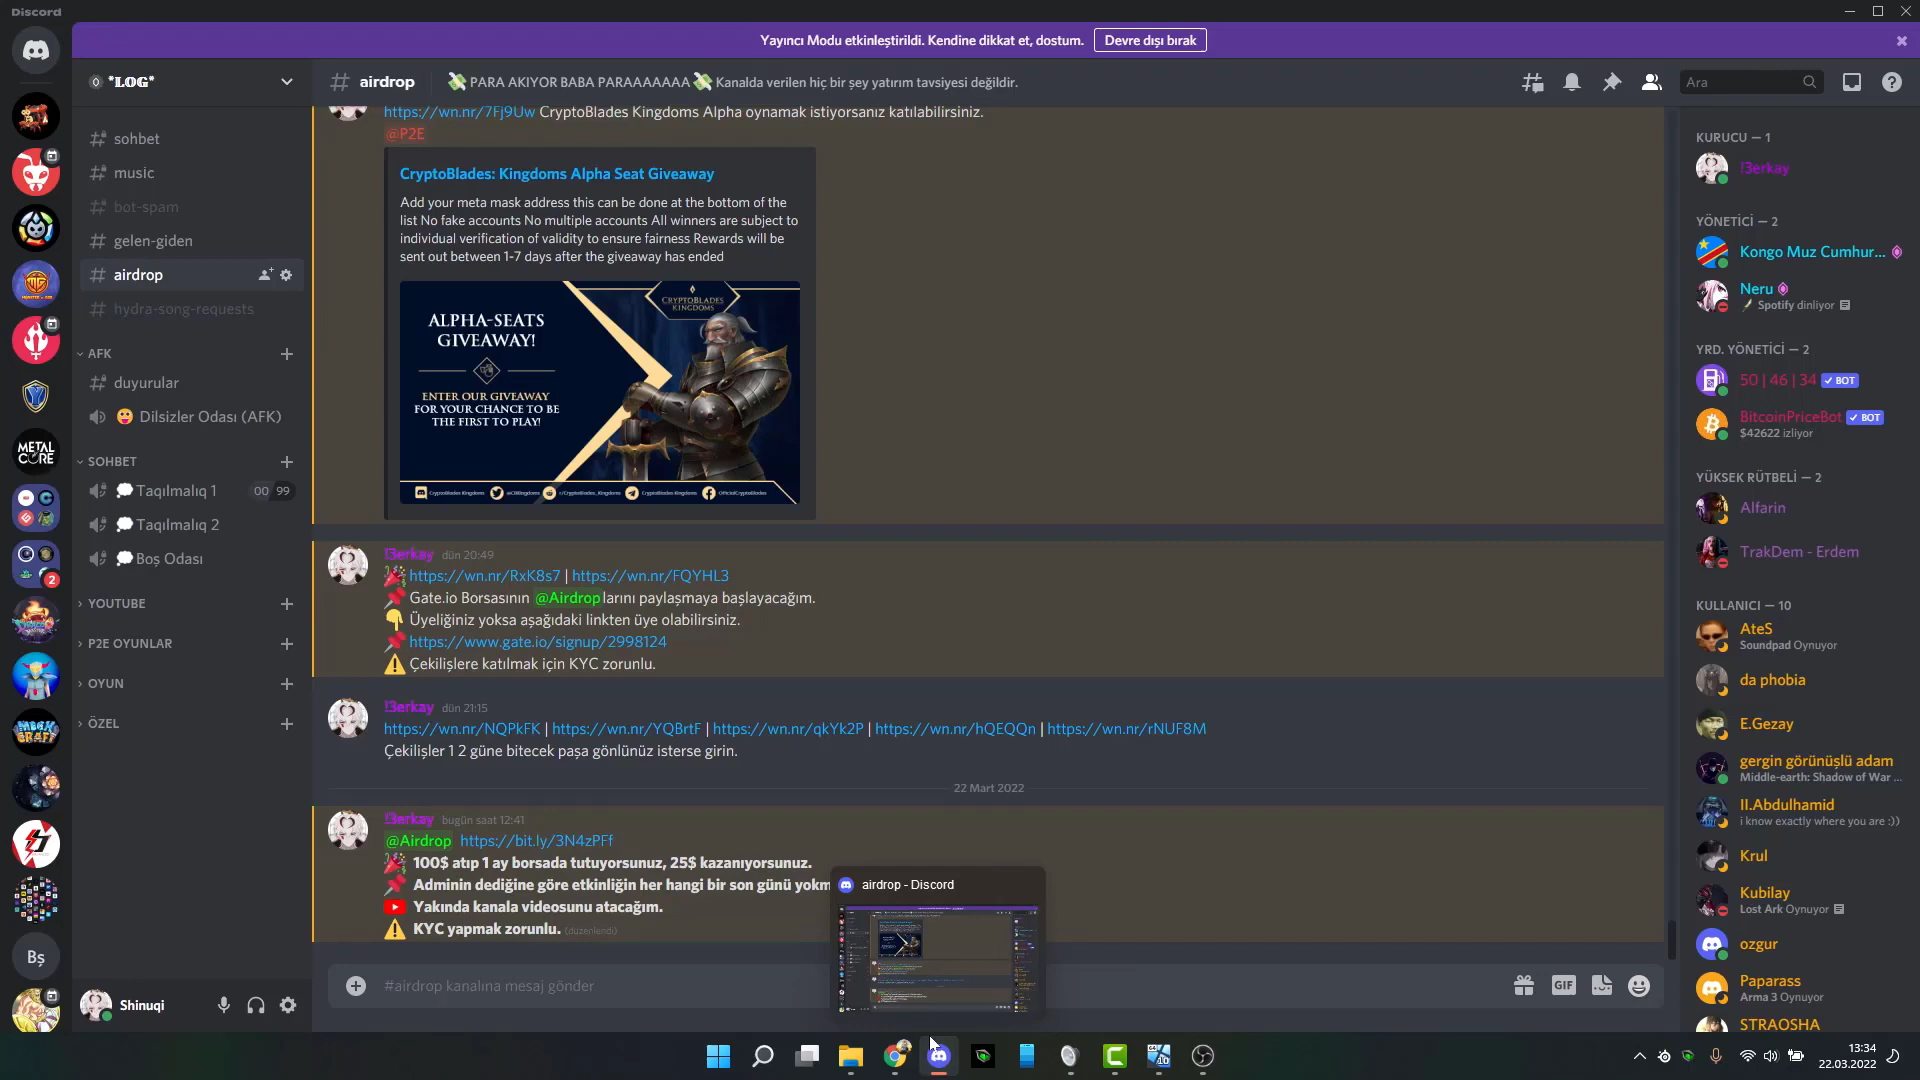 Discord
Yayıncı Modu etkinleştirildi. Kendine dikkat et, dostum.
Devre dışı bırak
*LOG*
airdrop
PARA AKIYOR BABA PARAAAAAAA 💸 Kanalda verilen hiç bir şey yatırım tavsiyesi değildir.
Ara
sohbet
music
bot-spam
gelen-giden
airdrop
hydra-song-requests
AFK
duyurular
Dilsizler Odası (AFK)
SOHBET
Taqılmalıq 1
00 99
Taqılmalıq 2
Boş Odası
YOUTUBE
P2E OYUNLAR
OYUN
ÖZEL
Shinuqi
METAL CORE
2
Bş
https://wn.nr/7Fj9Uw CryptoBlades Kingdoms Alpha oynamak istiyorsanız katılabilirsiniz.
@P2E
CryptoBlades: Kingdoms Alpha Seat Giveaway
Add your meta mask address this can be done at the bottom of the
list No fake accounts No multiple accounts All winners are subject to
individual verification of validity to ensure fairness Rewards will be
sent out between 1-7 days after the giveaway has ended
CRYPTOBLADES
KINGDOMS
ALPHA-SEATS
GIVEAWAY!
ENTER OUR GIVEAWAY
FOR YOUR CHANCE TO BE
THE FIRST TO PLAY!
!3erkay dün 20:49
https://wn.nr/RxK8s7 | https://wn.nr/FQYHL3
Gate.io Borsasının @Airdrop larını paylaşmaya başlayacağım.
Üyeliğiniz yoksa aşağıdaki linkten üye olabilirsiniz.
https://www.gate.io/signup/2998124
Çekilişlere katılmak için KYC zorunlu.
!3erkay dün 21:15
https://wn.nr/NQPkFK | https://wn.nr/YQBrtF | https://wn.nr/qkYk2P | https://wn.nr/hQEQQn | https://wn.nr/rNUF8M
Çekilişler 1 2 güne bitecek paşa gönlünüz isterse girin.
22 Mart 2022
!3erkay bugün saat 12:41
@Airdrop https://bit.ly/3N4zPFf
100$ atıp 1 ay borsada tutuyorsunuz, 25$ kazanıyorsunuz.
Adminin dediğine göre etkinliğin her hangi bir son günü yokm
Yakında kanala videosunu atacağım.
KYC yapmak zorunlu. (düzenlendi)
airdrop - Discord
#airdrop kanalına mesaj gönder
GIF
KURUCU — 1
!3erkay
YÖNETİCİ — 2
Kongo Muz Cumhur...
Neru
Spotify dinliyor
YRD. YÖNETİCİ — 2
50 | 46 | 34 ✓ BOT
BitcoinPriceBot ✓ BOT
$42622 izliyor
YÜKSEK RÜTBELİ — 2
Alfarin
TrakDem - Erdem
KULLANICI — 10
AteS
Soundpad Oynuyor
da phobia
E.Gezay
gergin görünüşlü adam
Middle-earth: Shadow of War ...
II.Abdulhamid
i know exactly where you are :))
Krul
Kubilay
Lost Ark Oynuyor
ozgur
Paparass
Arma 3 Oynuyor
STRAOSHA
13:34
22.03.2022